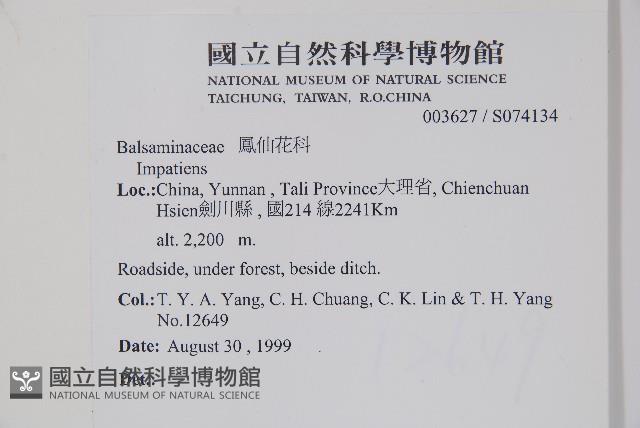 國立自然科學博物館
NATIONAL MUSEUM OF NATURAL SCIENCE
TAICHUNG, TAIWAN, R.O.CHINA
003627 / S074134
Balsaminaceae 鳳仙花科
Impatiens
Loc.:China, Yunnan , Tali Province大理省, Chienchuan
Hsien劍川縣 , 國214 線2241Km
alt. 2,200 m.
Roadside, under forest, beside ditch.
Col.:T. Y. A. Yang, C. H. Chuang, C. K. Lin & T. H. Yang
No.12649
Date: August 30 , 1999
12649
國立自然科學博物館
NATIONAL MUSEUM OF NATURAL SCIENCE